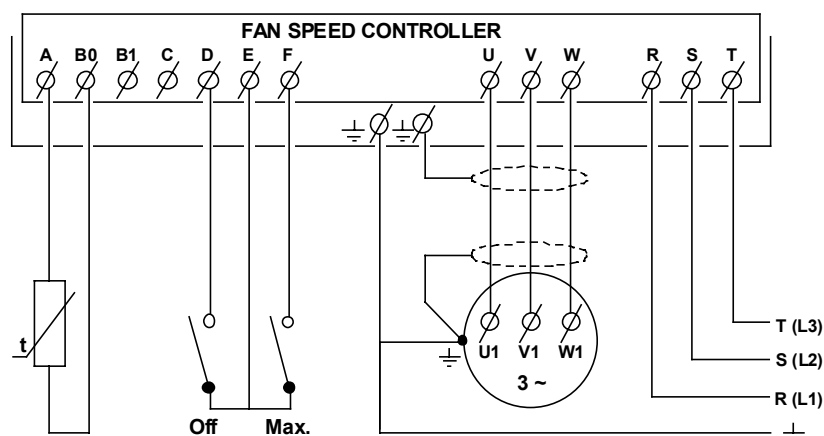 FAN SPEED CONTROLLER
A B0 B1 C D E F U V W R S T
t
U1 V1 W1
3 ~
T (L3)
S (L2)
R (L1)
Off Max.